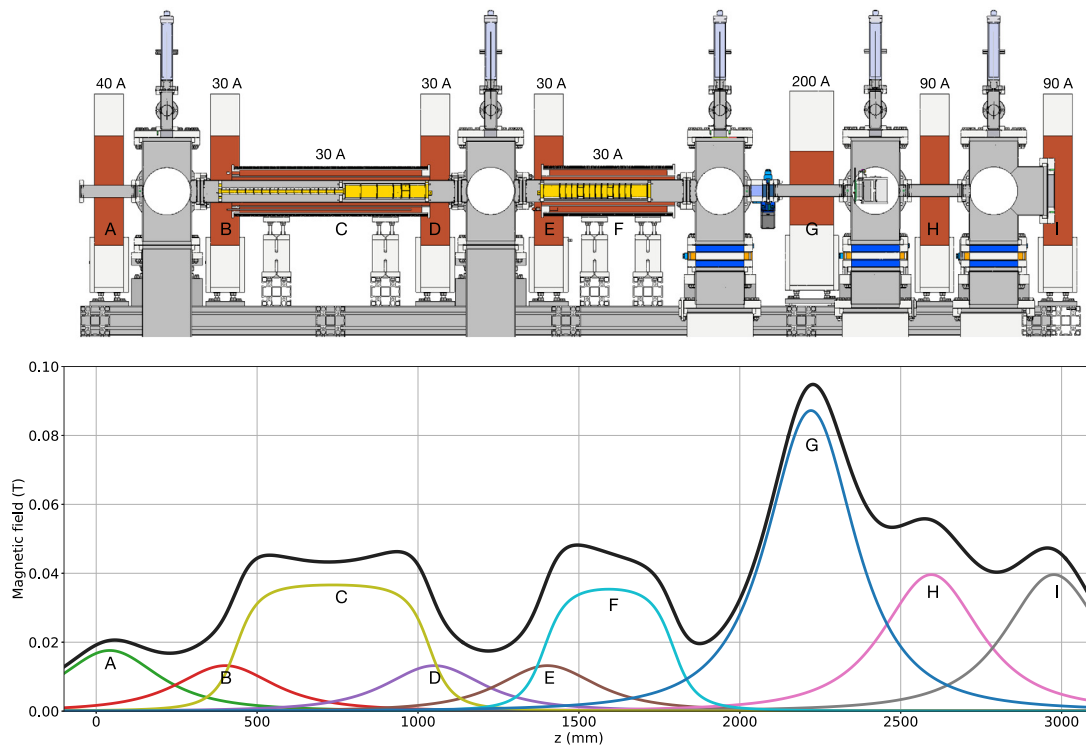 40 A 30 A 30 A 30 A 200 A 90 A 90 A
30 A 30 A
A B C D E F G H I
0.10
0.08
0.06
0.04
0.02
0.00
Magnetic field (T)
A B C D E F G H I
0 500 1000 1500 2000 2500 3000
z (mm)